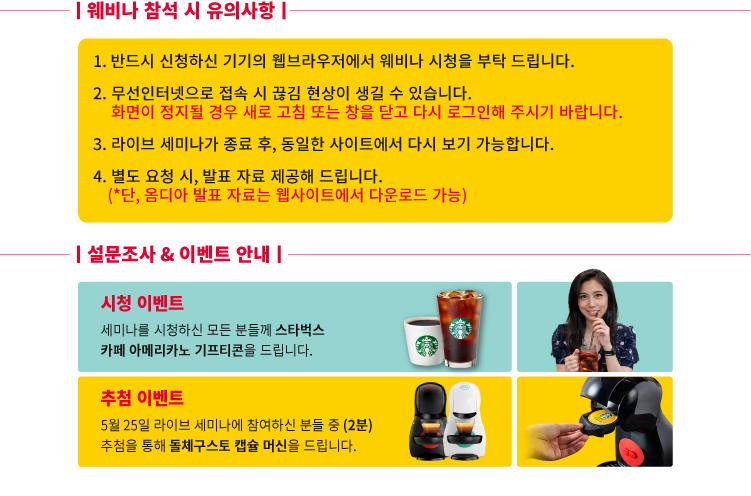 | 웨비나 참석 시 유의사항 |
1. 반드시 신청하신 기기의 웹브라우저에서 웨비나 시청을 부탁 드립니다.
2. 무선인터넷으로 접속 시 끊김 현상이 생길 수 있습니다.
화면이 정지될 경우 새로 고침 또는 창을 닫고 다시 로그인해 주시기 바랍니다.
3. 라이브 세미나가 종료 후, 동일한 사이트에서 다시 보기 가능합니다.
4. 별도 요청 시, 발표 자료 제공해 드립니다.
(*단, 옴디아 발표 자료는 웹사이트에서 다운로드 가능)
| 설문조사 & 이벤트 안내 |
시청 이벤트
세미나를 시청하신 모든 분들께 스타벅스
카페 아메리카노 기프티콘을 드립니다.
추첨 이벤트
5월 25일 라이브 세미나에 참여하신 분들 중 (2분)
추첨을 통해 돌체구스토 캡슐 머신을 드립니다.